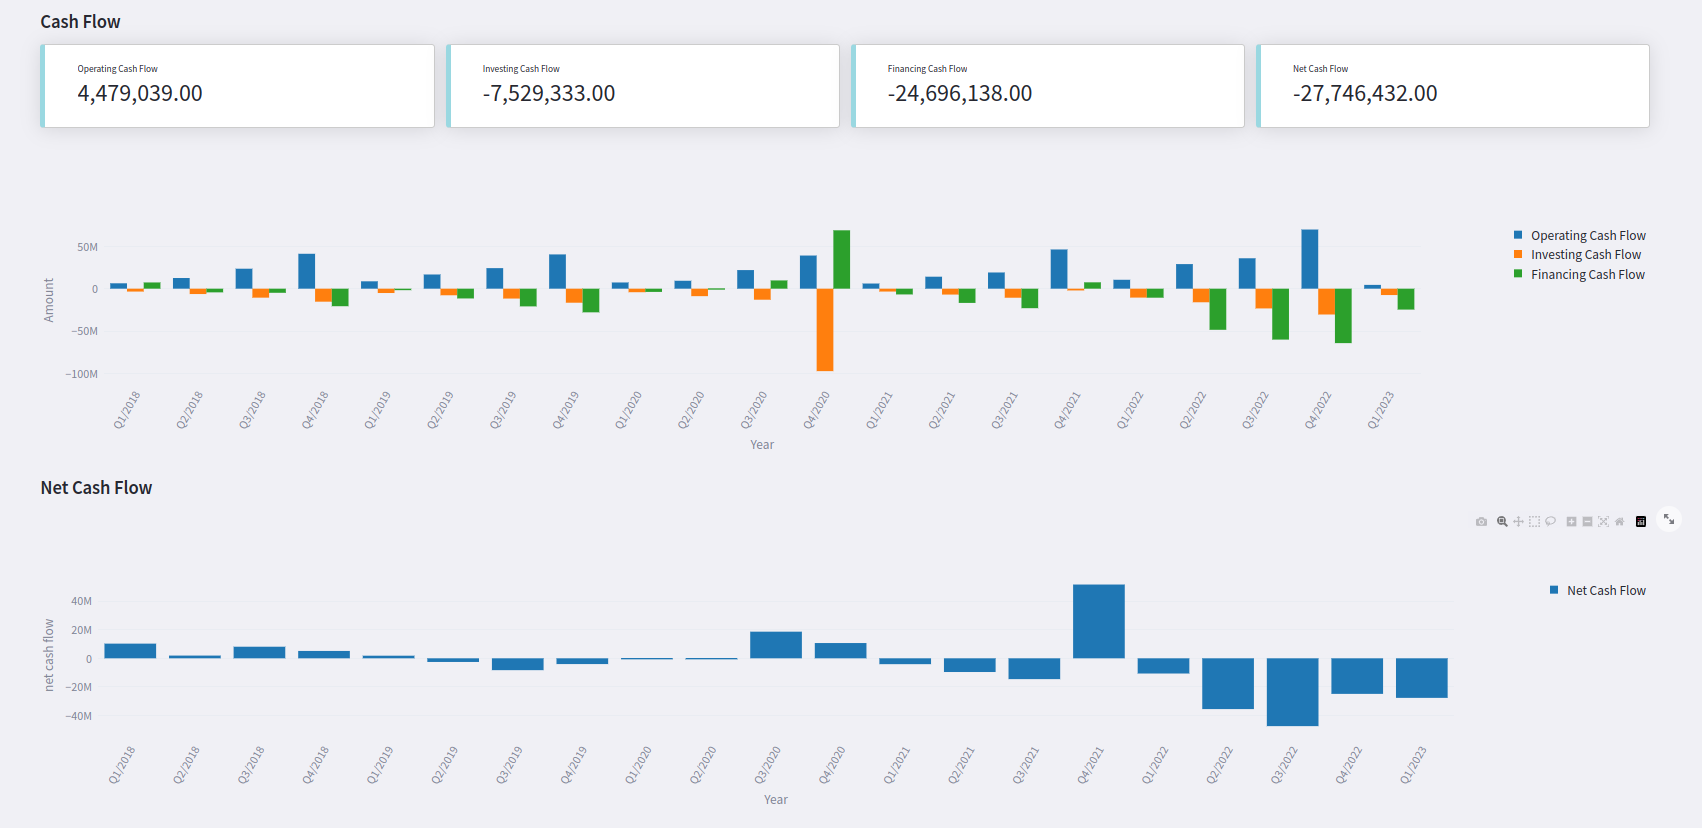 Cash Flow
Operating Cash Flow
4,479,039.00
Investing Cash Flow
-7,529,333.00
Financing Cash Flow
-24,696,138.00
Net Cash Flow
-27,746,432.00
Operating Cash Flow
Investing Cash Flow
Financing Cash Flow
Amount
50M
0
−50M
−100M
Q1/2018
Q2/2018
Q3/2018
Q4/2018
Q1/2019
Q2/2019
Q3/2019
Q4/2019
Q1/2020
Q2/2020
Q3/2020
Q4/2020
Q1/2021
Q2/2021
Q3/2021
Q4/2021
Q1/2022
Q2/2022
Q3/2022
Q4/2022
Q1/2023
Year
Net Cash Flow
Net Cash Flow
net cash flow
40M
20M
0
−20M
−40M
Q1/2018
Q2/2018
Q3/2018
Q4/2018
Q1/2019
Q2/2019
Q3/2019
Q4/2019
Q1/2020
Q2/2020
Q3/2020
Q4/2020
Q1/2021
Q2/2021
Q3/2021
Q4/2021
Q1/2022
Q2/2022
Q3/2022
Q4/2022
Q1/2023
Year